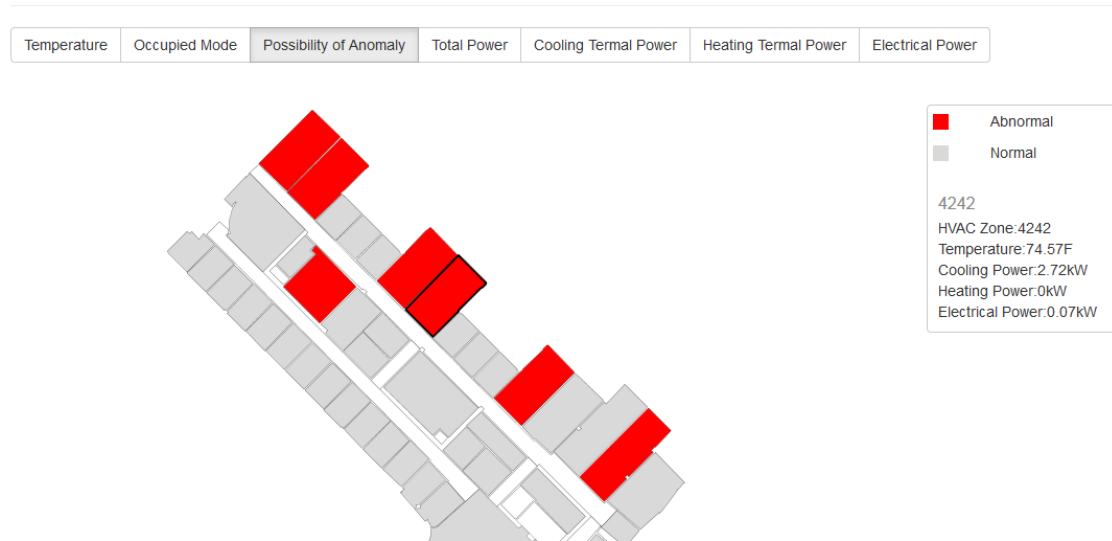 Temperature Occupied Mode Possibility of Anomaly Total Power Cooling Termal Power Heating Termal Power Electrical Power
Abnormal
Normal
4242
HVAC Zone:4242
Temperature:74.57F
Cooling Power:2.72kW
Heating Power:0kW
Electrical Power:0.07kW